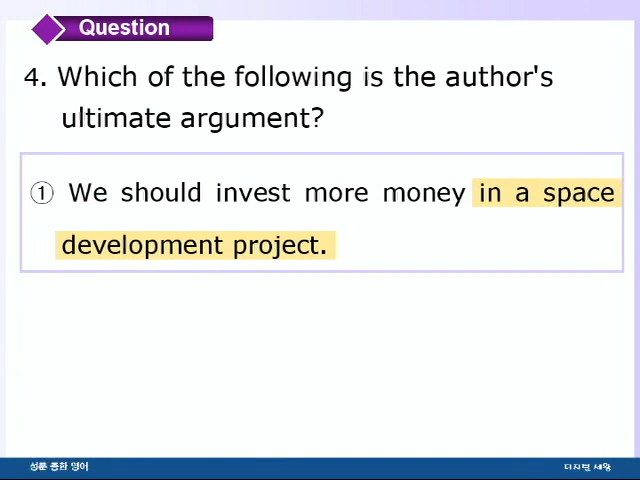 Question
4. Which of the following is the author's
ultimate argument?
① We should invest more money in a space
development project.
성문 종합 영어
디지털 세랑